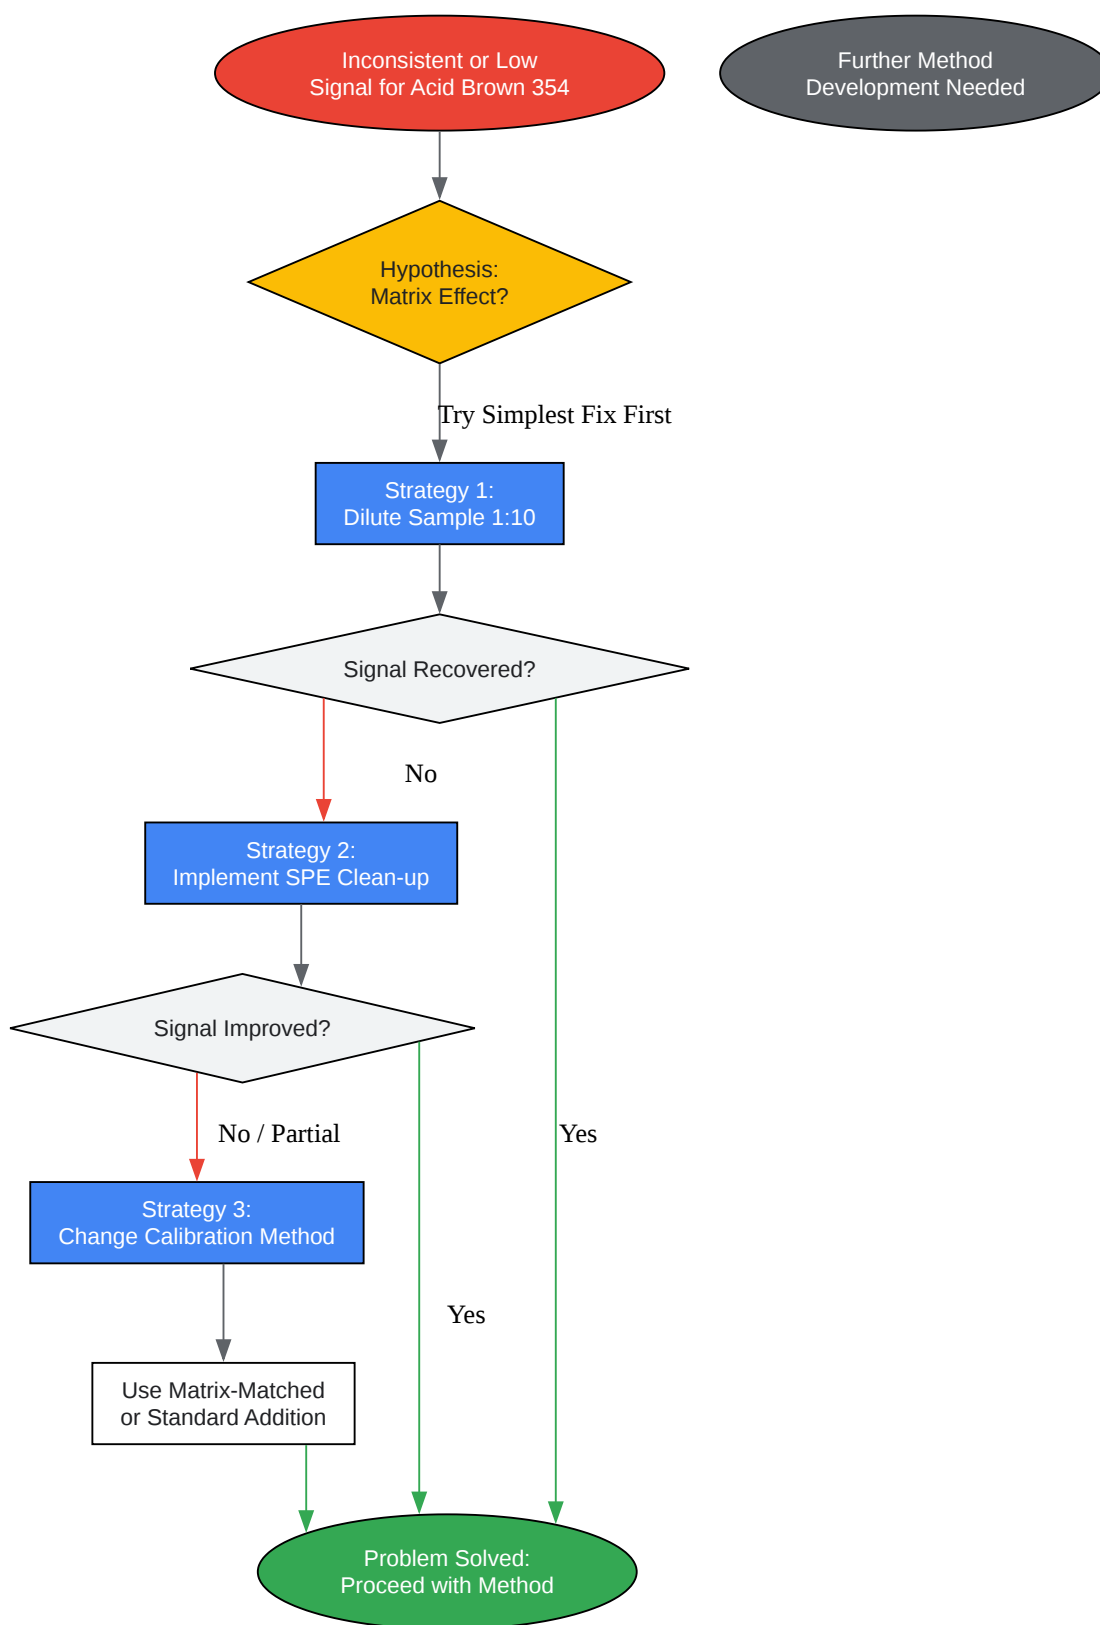 Inconsistent or Low
Signal for Acid Brown 354
Further Method
Development Needed
Hypothesis:
Matrix Effect?
Try Simplest Fix First
Strategy 1:
Dilute Sample 1:10
Signal Recovered?
No
Strategy 2:
Implement SPE Clean-up
Signal Improved?
No / Partial
Yes
Strategy 3:
Change Calibration Method
Yes
Use Matrix-Matched
or Standard Addition
Problem Solved:
Proceed with Method